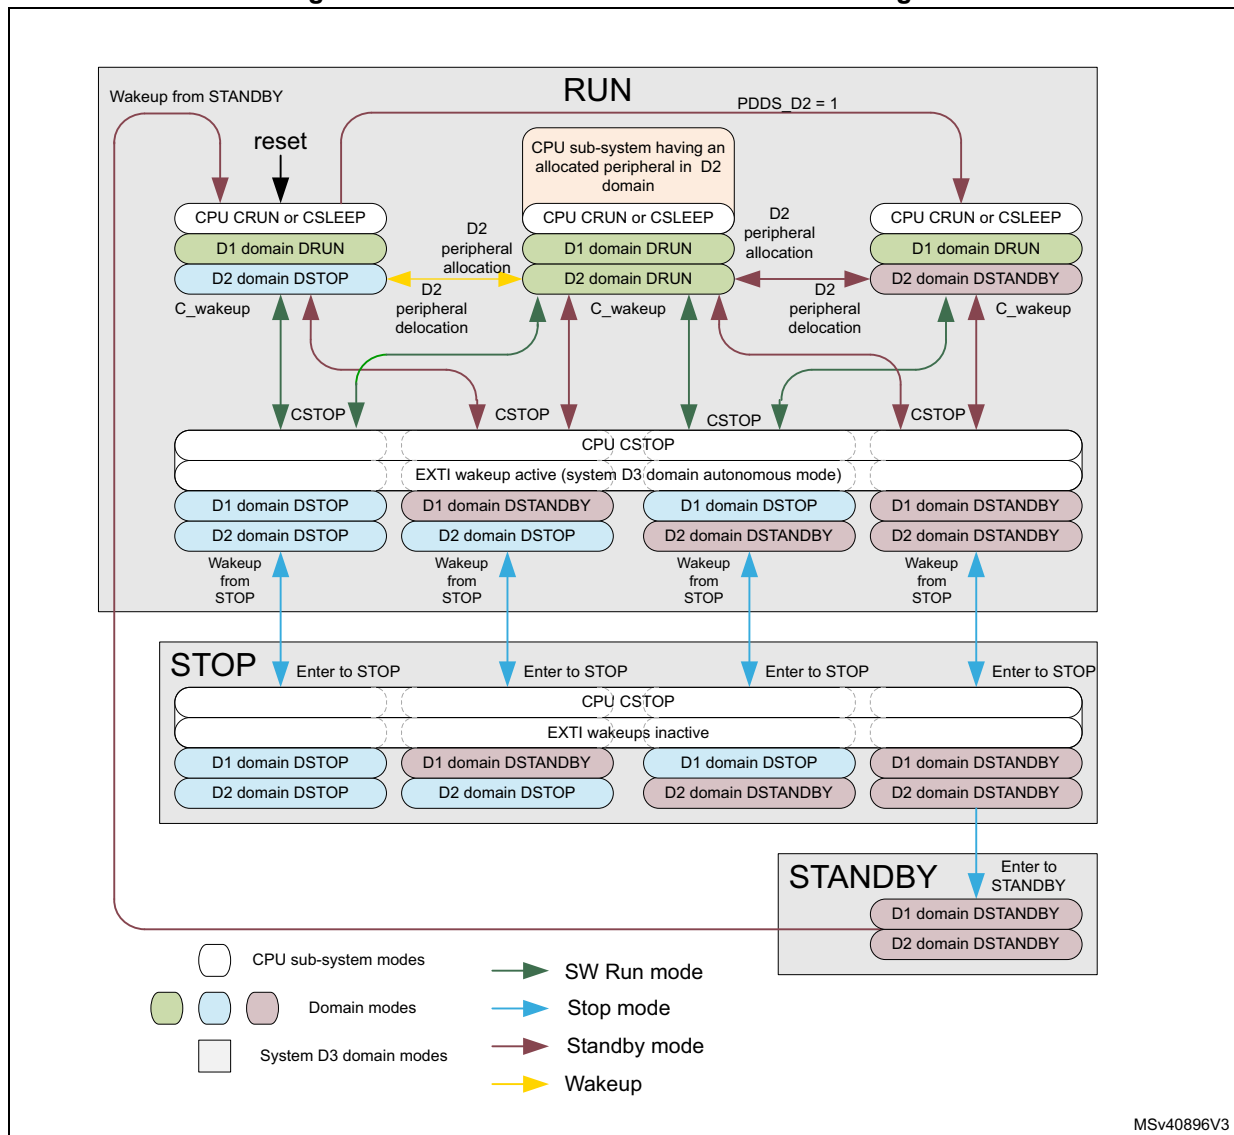 RUN
Wakeup from STANDBY
PDDS_D2 = 1
reset
CPU sub-system having an
allocated peripheral in D2
domain
CPU CRUN or CSLEEP
D1 domain DRUN
D2 domain DSTOP
C_wakeup
D2
peripheral
allocation
D2
peripheral
delocation
CPU CRUN or CSLEEP
D1 domain DRUN
D2 domain DRUN
C_wakeup
D2
peripheral
allocation
D2
peripheral
delocation
CPU CRUN or CSLEEP
D1 domain DRUN
D2 domain DSTANDBY
C_wakeup
CSTOP
CSTOP
CSTOP
CSTOP
CPU CSTOP
EXTI wakeup active (system D3 domain autonomous mode)
D1 domain DSTOP
D2 domain DSTOP
D1 domain DSTANDBY
D2 domain DSTOP
D1 domain DSTOP
D2 domain DSTANDBY
D1 domain DSTANDBY
D2 domain DSTANDBY
Wakeup
from
STOP
Wakeup
from
STOP
Wakeup
from
STOP
Wakeup
from
STOP
STOP
Enter to STOP
Enter to STOP
Enter to STOP
Enter to STOP
CPU CSTOP
EXTI wakeups inactive
D1 domain DSTOP
D2 domain DSTOP
D1 domain DSTANDBY
D2 domain DSTOP
D1 domain DSTOP
D2 domain DSTANDBY
D1 domain DSTANDBY
D2 domain DSTANDBY
STANDBY
Enter to
STANDBY
D1 domain DSTANDBY
D2 domain DSTANDBY
CPU sub-system modes
Domain modes
System D3 domain modes
SW Run mode
Stop mode
Standby mode
Wakeup
MSv40896V3